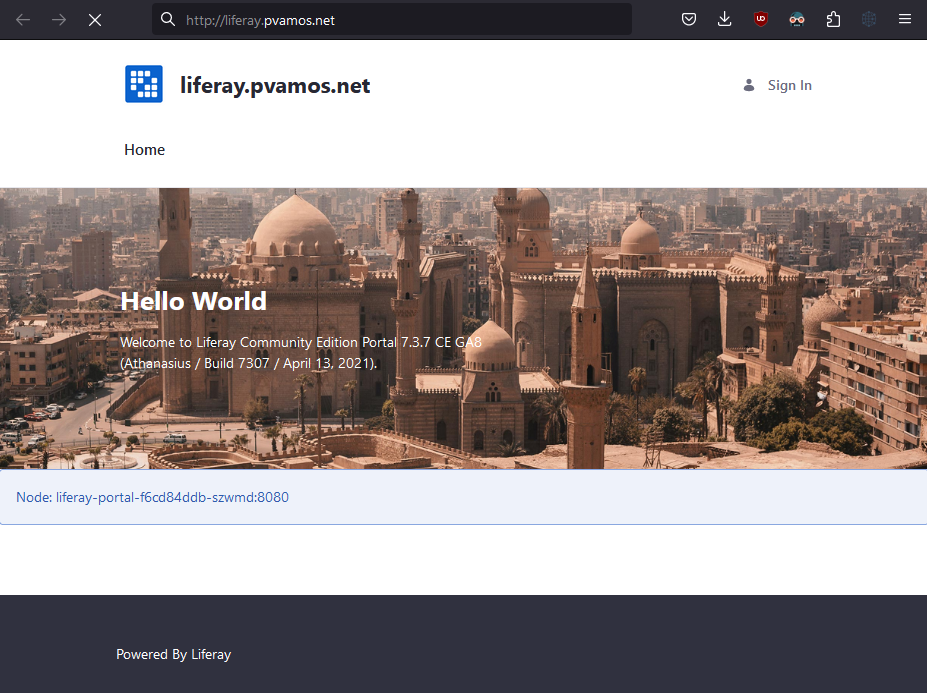 http://liferay.pvamos.net
liferay.pvamos.net
Sign In
Home
Hello World
Welcome to Liferay Community Edition Portal 7.3.7 CE GA8
(Athanasius / Build 7307 / April 13, 2021).
Node: liferay-portal-f6cd84ddb-szwmd:8080
Powered By Liferay